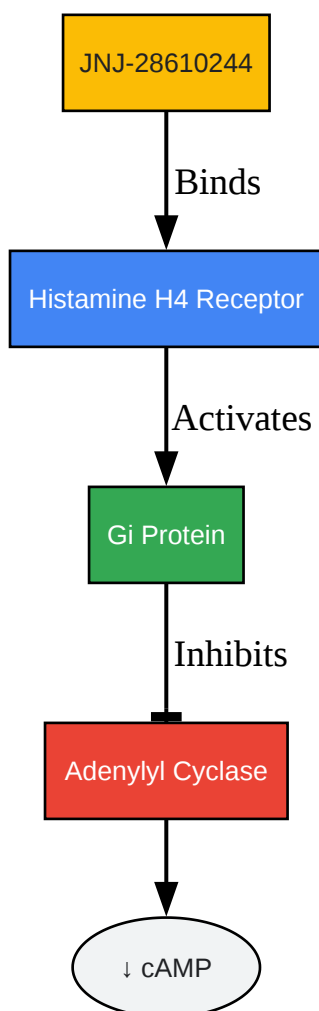 JNJ-28610244
Binds
Histamine H4 Receptor
Activates
Gi Protein
Inhibits
Adenylyl Cyclase
↓ cAMP